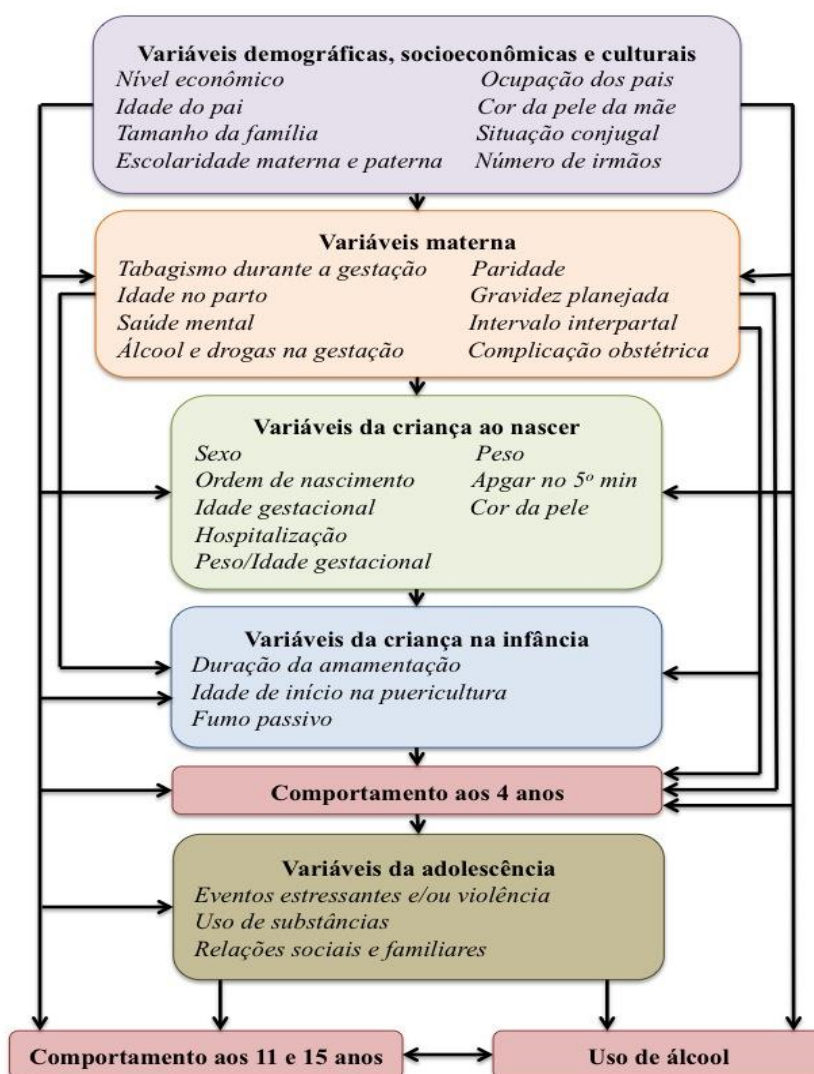 Variáveis demográficas, socioeconômicas e culturais
Nível econômico Ocupação dos pais
Idade do pai Cor da pele da mãe
Tamanho da família Situação conjugal
Escolaridade materna e paterna Número de irmãos
Variáveis materna
Tabagismo durante a gestação Paridade
Idade no parto Gravidez planejada
Saúde mental Intervalo interpartal
Álcool e drogas na gestação Complicação obstétrica
Variáveis da criança ao nascer
Sexo Peso
Ordem de nascimento Apgar no 5º min
Idade gestacional Cor da pele
Hospitalização
Peso/Idade gestacional
Variáveis da criança na infância
Duração da amamentação
Idade de início na puericultura
Fumo passivo
Comportamento aos 4 anos
Variáveis da adolescência
Eventos estressantes e/ou violência
Uso de substâncias
Relações sociais e familiares
Comportamento aos 11 e 15 anos Uso de álcool